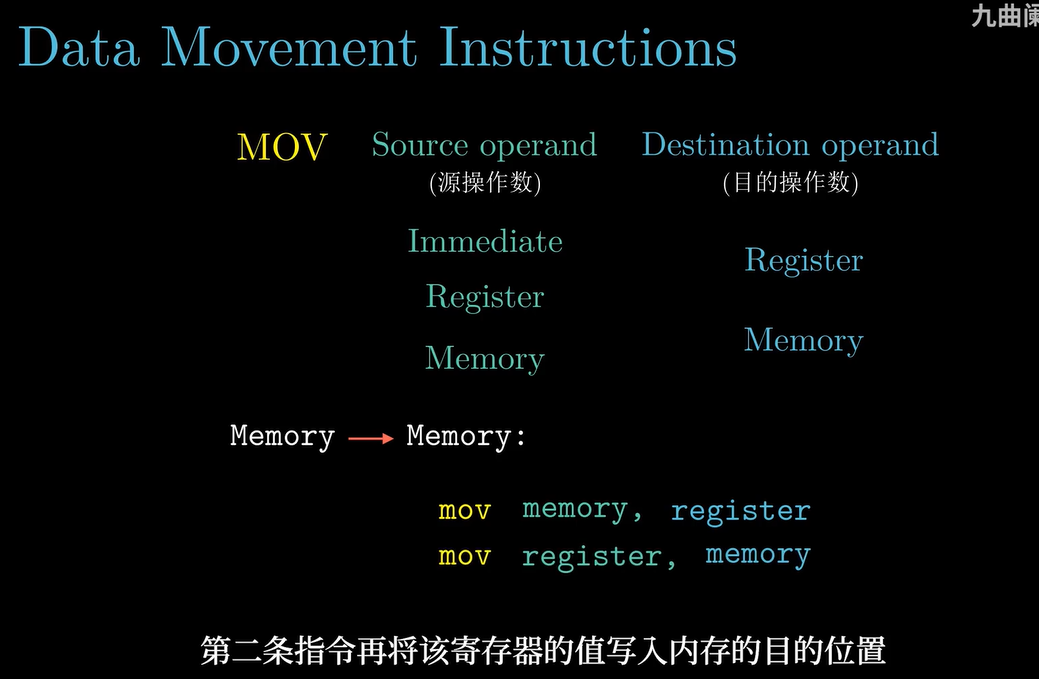 九曲阑
Data Movement Instructions
MOV Source operand Destination operand
(源操作数) (目的操作数)
Immediate
Register
Register
Memory
Memory
Memory → Memory:
mov memory, register
mov register, memory
第二条指令再将该寄存器的值写入内存的目的位置